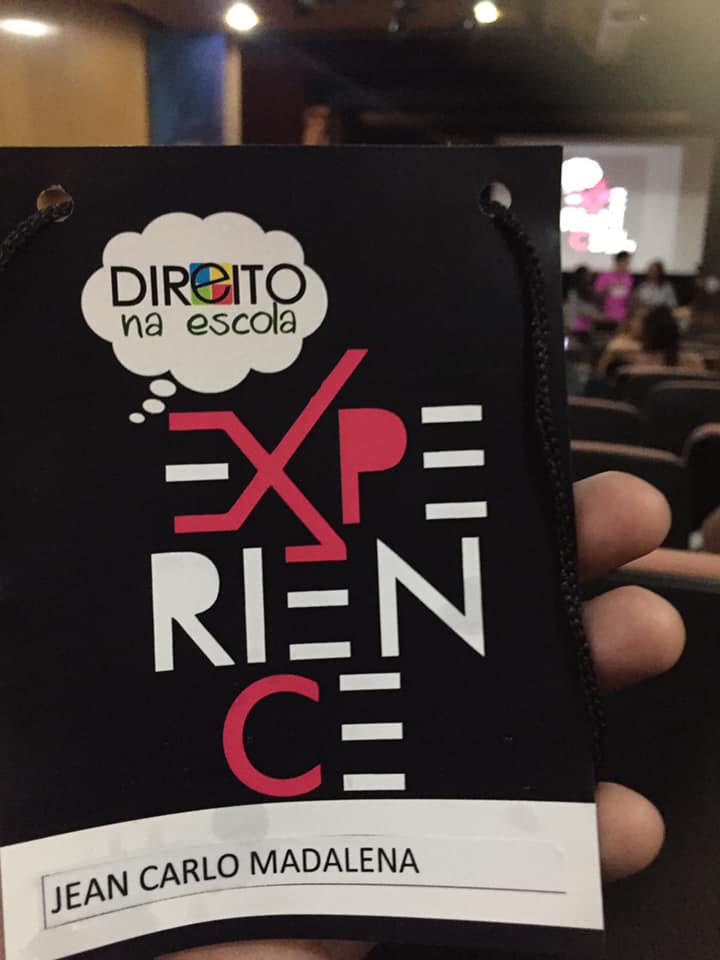 DIREITO
na escola
EXPE
RIEN
CE
JEAN CARLO MADALENA